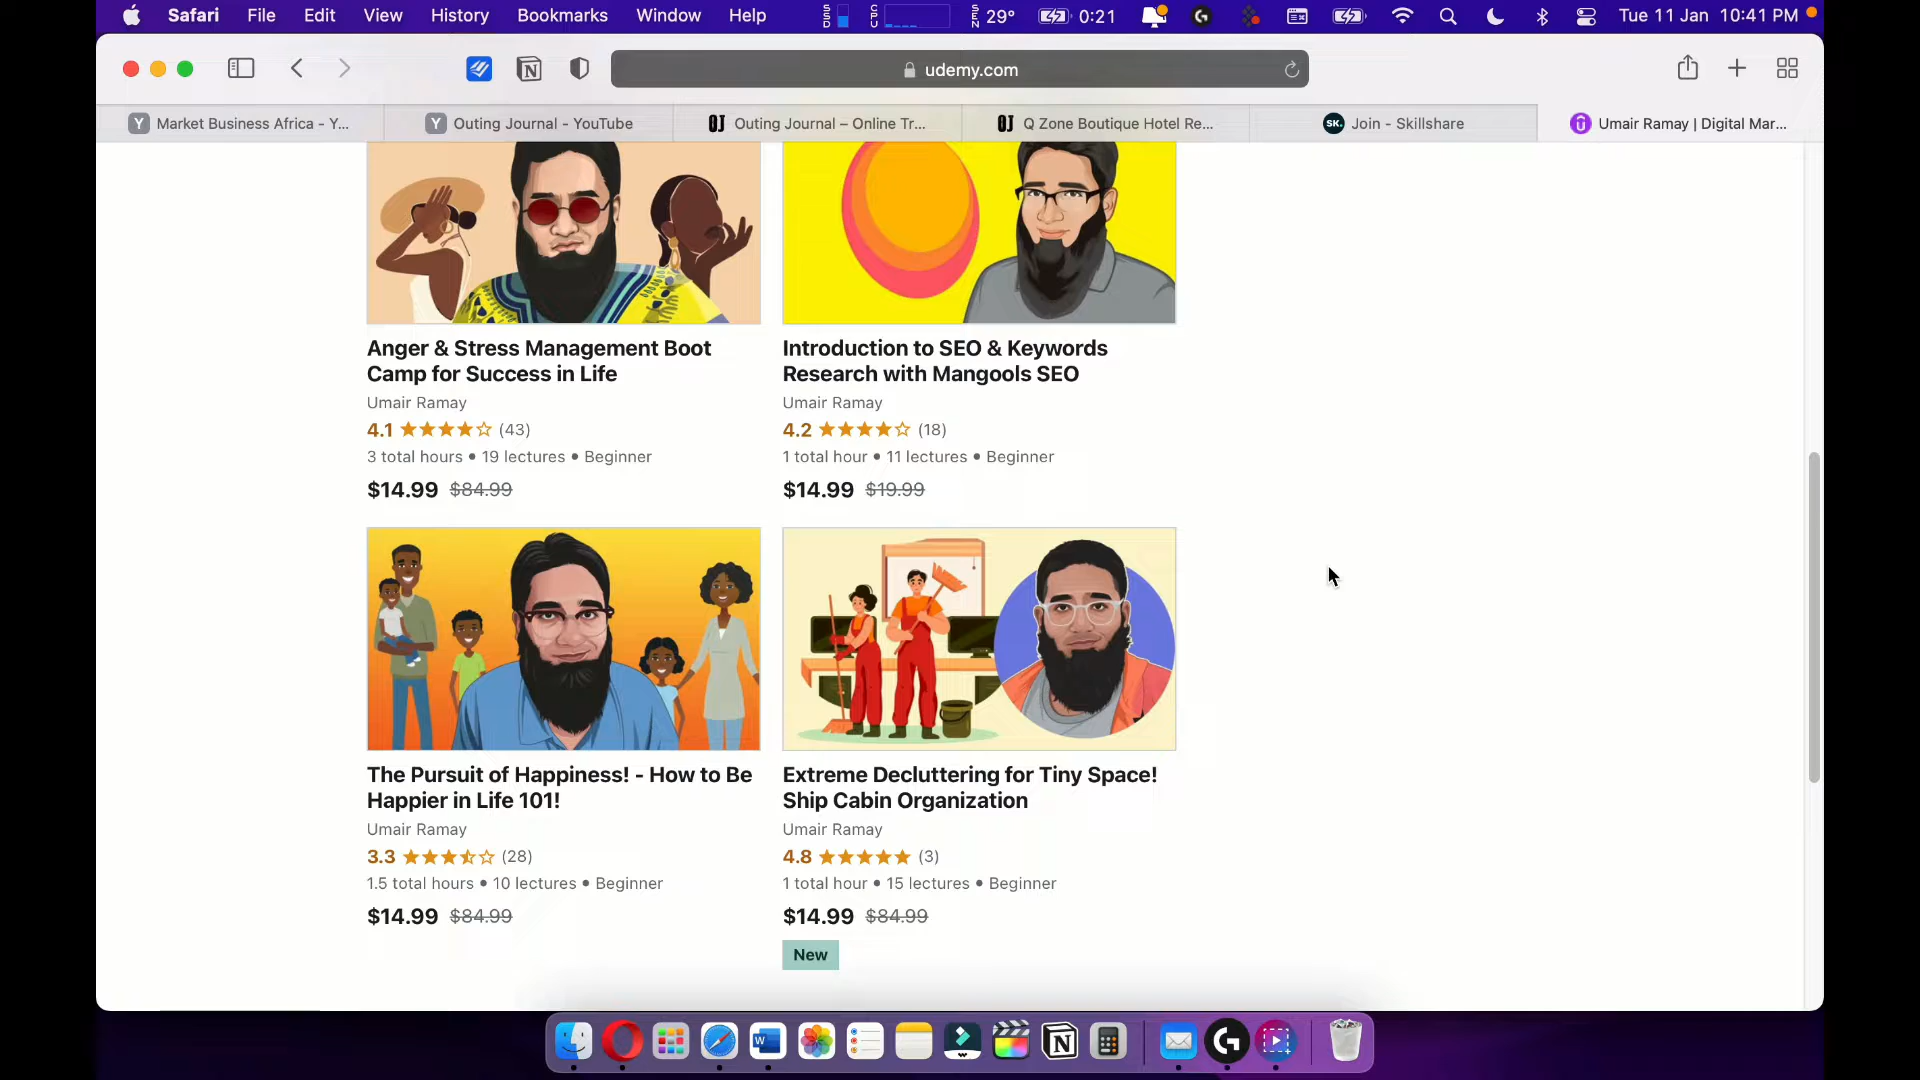 Safari File Edit View History Bookmarks Window Help SSD CPU SEN 29° 0:21 Tue 11 Jan 10:41 PM
udemy.com
Y Market Business Africa - Y...
Y Outing Journal - YouTube
OJ Outing Journal – Online Tr...
OJ Q Zone Boutique Hotel Re...
SK. Join - Skillshare
Umair Ramay | Digital Mar...
Anger & Stress Management Boot
Camp for Success in Life
Umair Ramay
4.1 (43)
3 total hours • 19 lectures • Beginner
$14.99 $84.99
Introduction to SEO & Keywords
Research with Mangools SEO
Umair Ramay
4.2 (18)
1 total hour • 11 lectures • Beginner
$14.99 $19.99
The Pursuit of Happiness! - How to Be
Happier in Life 101!
Umair Ramay
3.3 (28)
1.5 total hours • 10 lectures • Beginner
$14.99 $84.99
Extreme Decluttering for Tiny Space!
Ship Cabin Organization
Umair Ramay
4.8 (3)
1 total hour • 15 lectures • Beginner
$14.99 $84.99
New